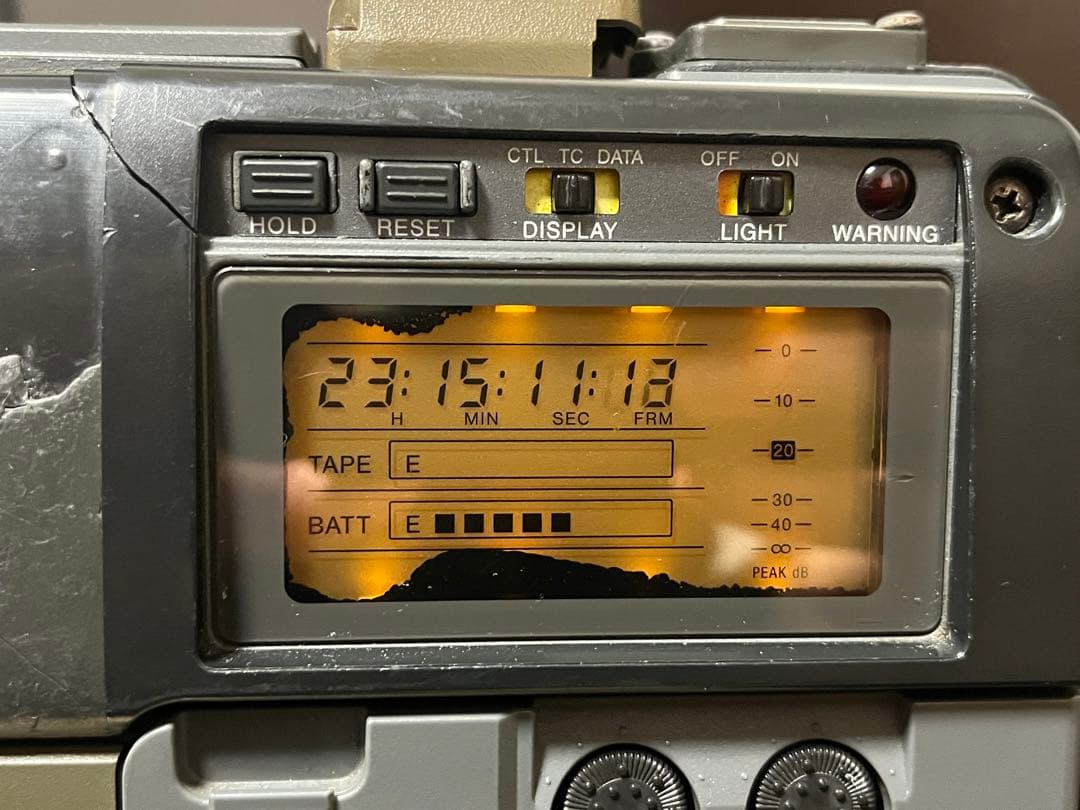 CTL TC DATA OFF ON
HOLD RESET DISPLAY LIGHT WARNING
23:15:11:
H MIN SEC FRM
TAPE E
BATT E
0
10
20
30
40
∞
PEAK dB